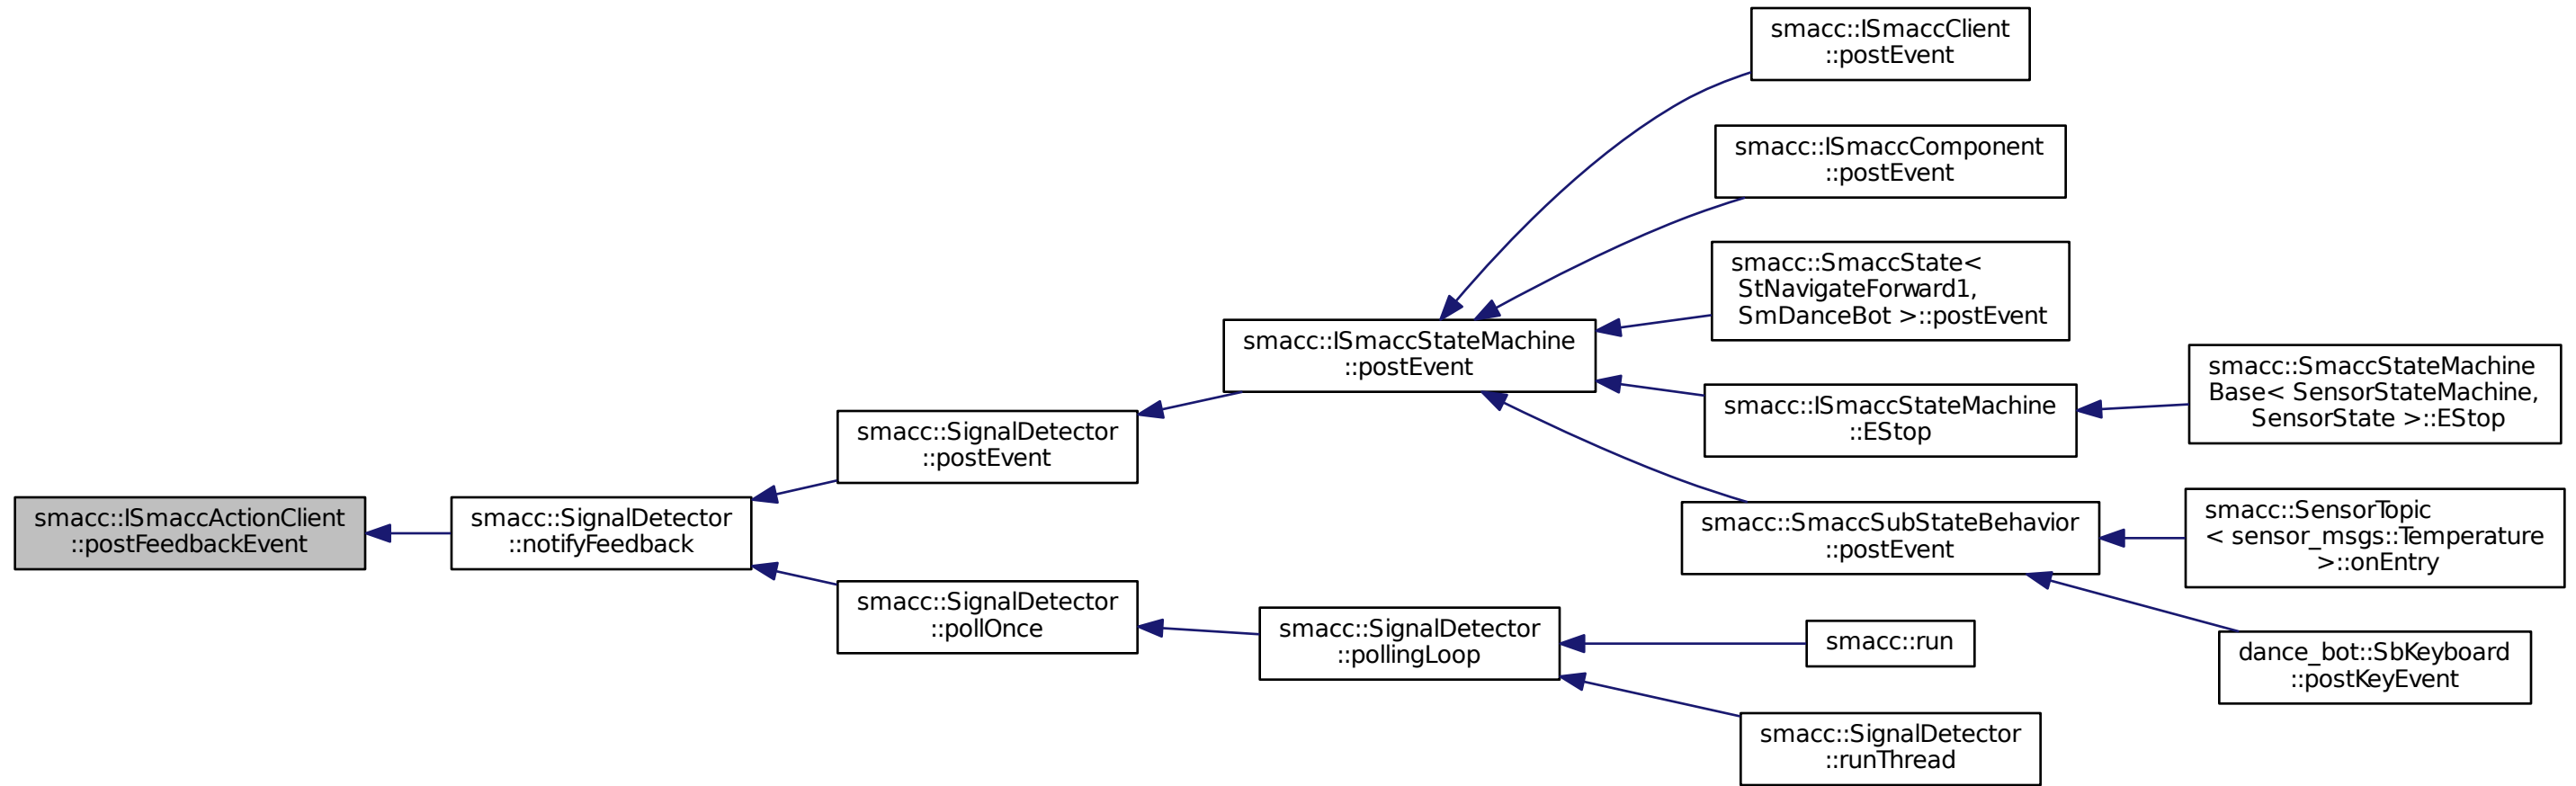 smacc::ISmaccActionClient
::postFeedbackEvent
smacc::SignalDetector
::notifyFeedback
smacc::SignalDetector
::postEvent
smacc::ISmaccStateMachine
::postEvent
smacc::ISmaccClient
::postEvent
smacc::ISmaccComponent
::postEvent
smacc::SmaccState<
StNavigateForward1,
SmDanceBot >::postEvent
smacc::ISmaccStateMachine
::EStop
smacc::SmaccStateMachine
Base< SensorStateMachine,
SensorState >::EStop
smacc::SmaccSubStateBehavior
::postEvent
smacc::SensorTopic
< sensor_msgs::Temperature
>::onEntry
dance_bot::SbKeyboard
::postKeyEvent
smacc::SignalDetector
::pollOnce
smacc::SignalDetector
::pollingLoop
smacc::run
smacc::SignalDetector
::runThread